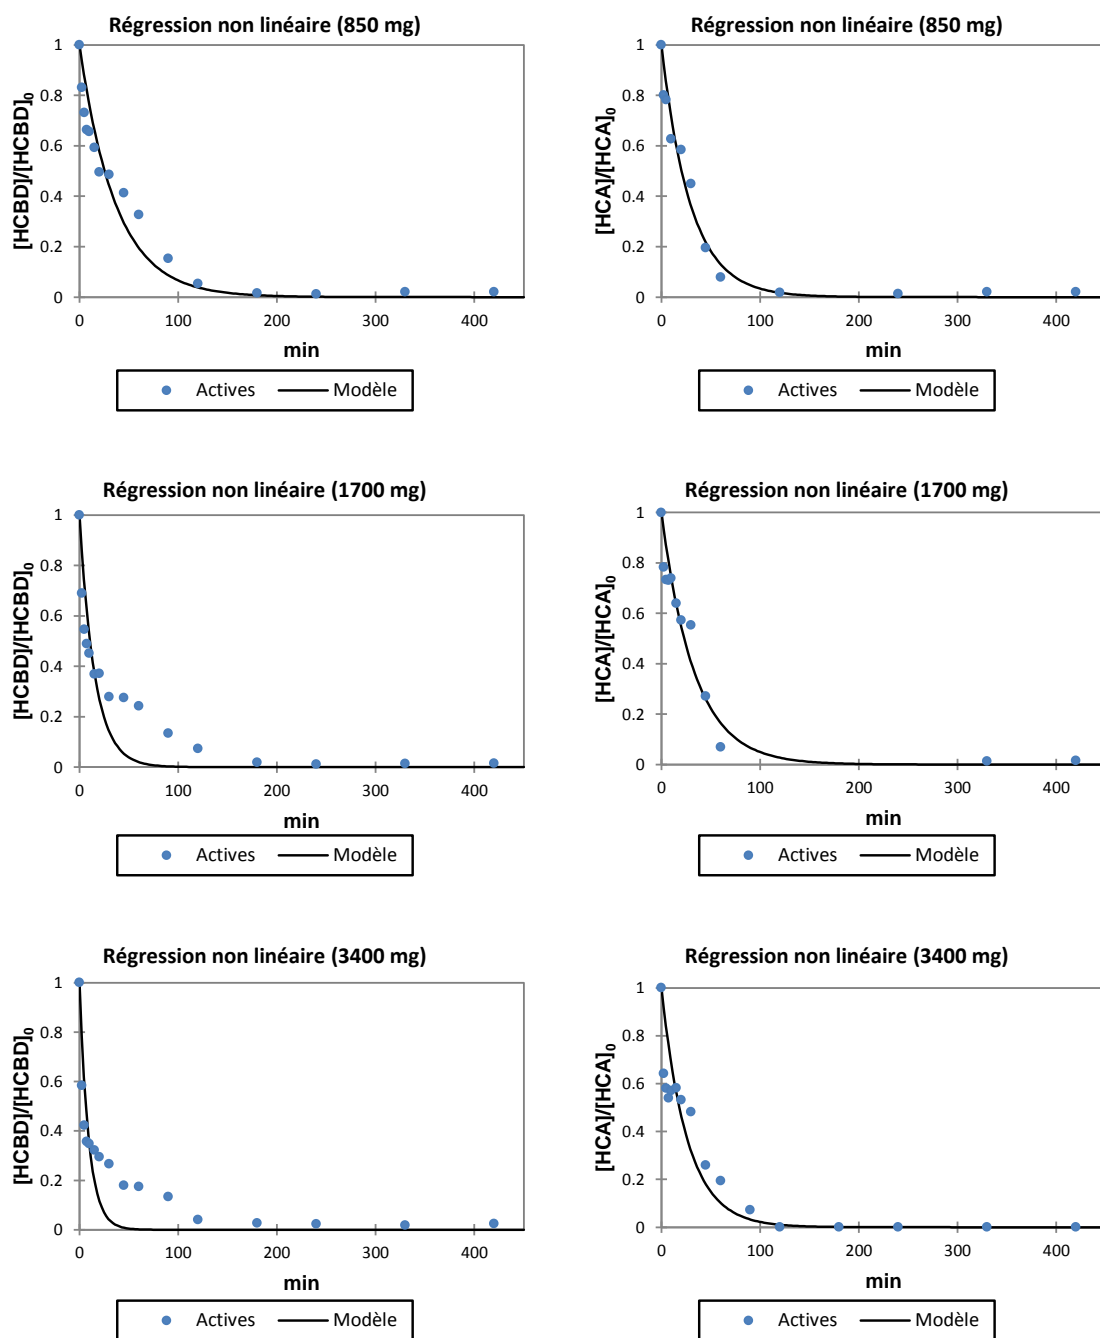 Régression non linéaire (850 mg)
[HCBD]/[HCBD]₀
1
0.8
0.6
0.4
0.2
0
0 100 200 300 400
min
Actives Modèle
Régression non linéaire (850 mg)
[HCA]/[HCA]₀
1
0.8
0.6
0.4
0.2
0
0 100 200 300 400
min
Actives Modèle
Régression non linéaire (1700 mg)
[HCBD]/[HCBD]₀
1
0.8
0.6
0.4
0.2
0
0 100 200 300 400
min
Actives Modèle
Régression non linéaire (1700 mg)
[HCA]/[HCA]₀
1
0.8
0.6
0.4
0.2
0
0 100 200 300 400
min
Actives Modèle
Régression non linéaire (3400 mg)
[HCBD]/[HCBD]₀
1
0.8
0.6
0.4
0.2
0
0 100 200 300 400
min
Actives Modèle
Régression non linéaire (3400 mg)
[HCA]/[HCA]₀
1
0.8
0.6
0.4
0.2
0
0 100 200 300 400
min
Actives Modèle